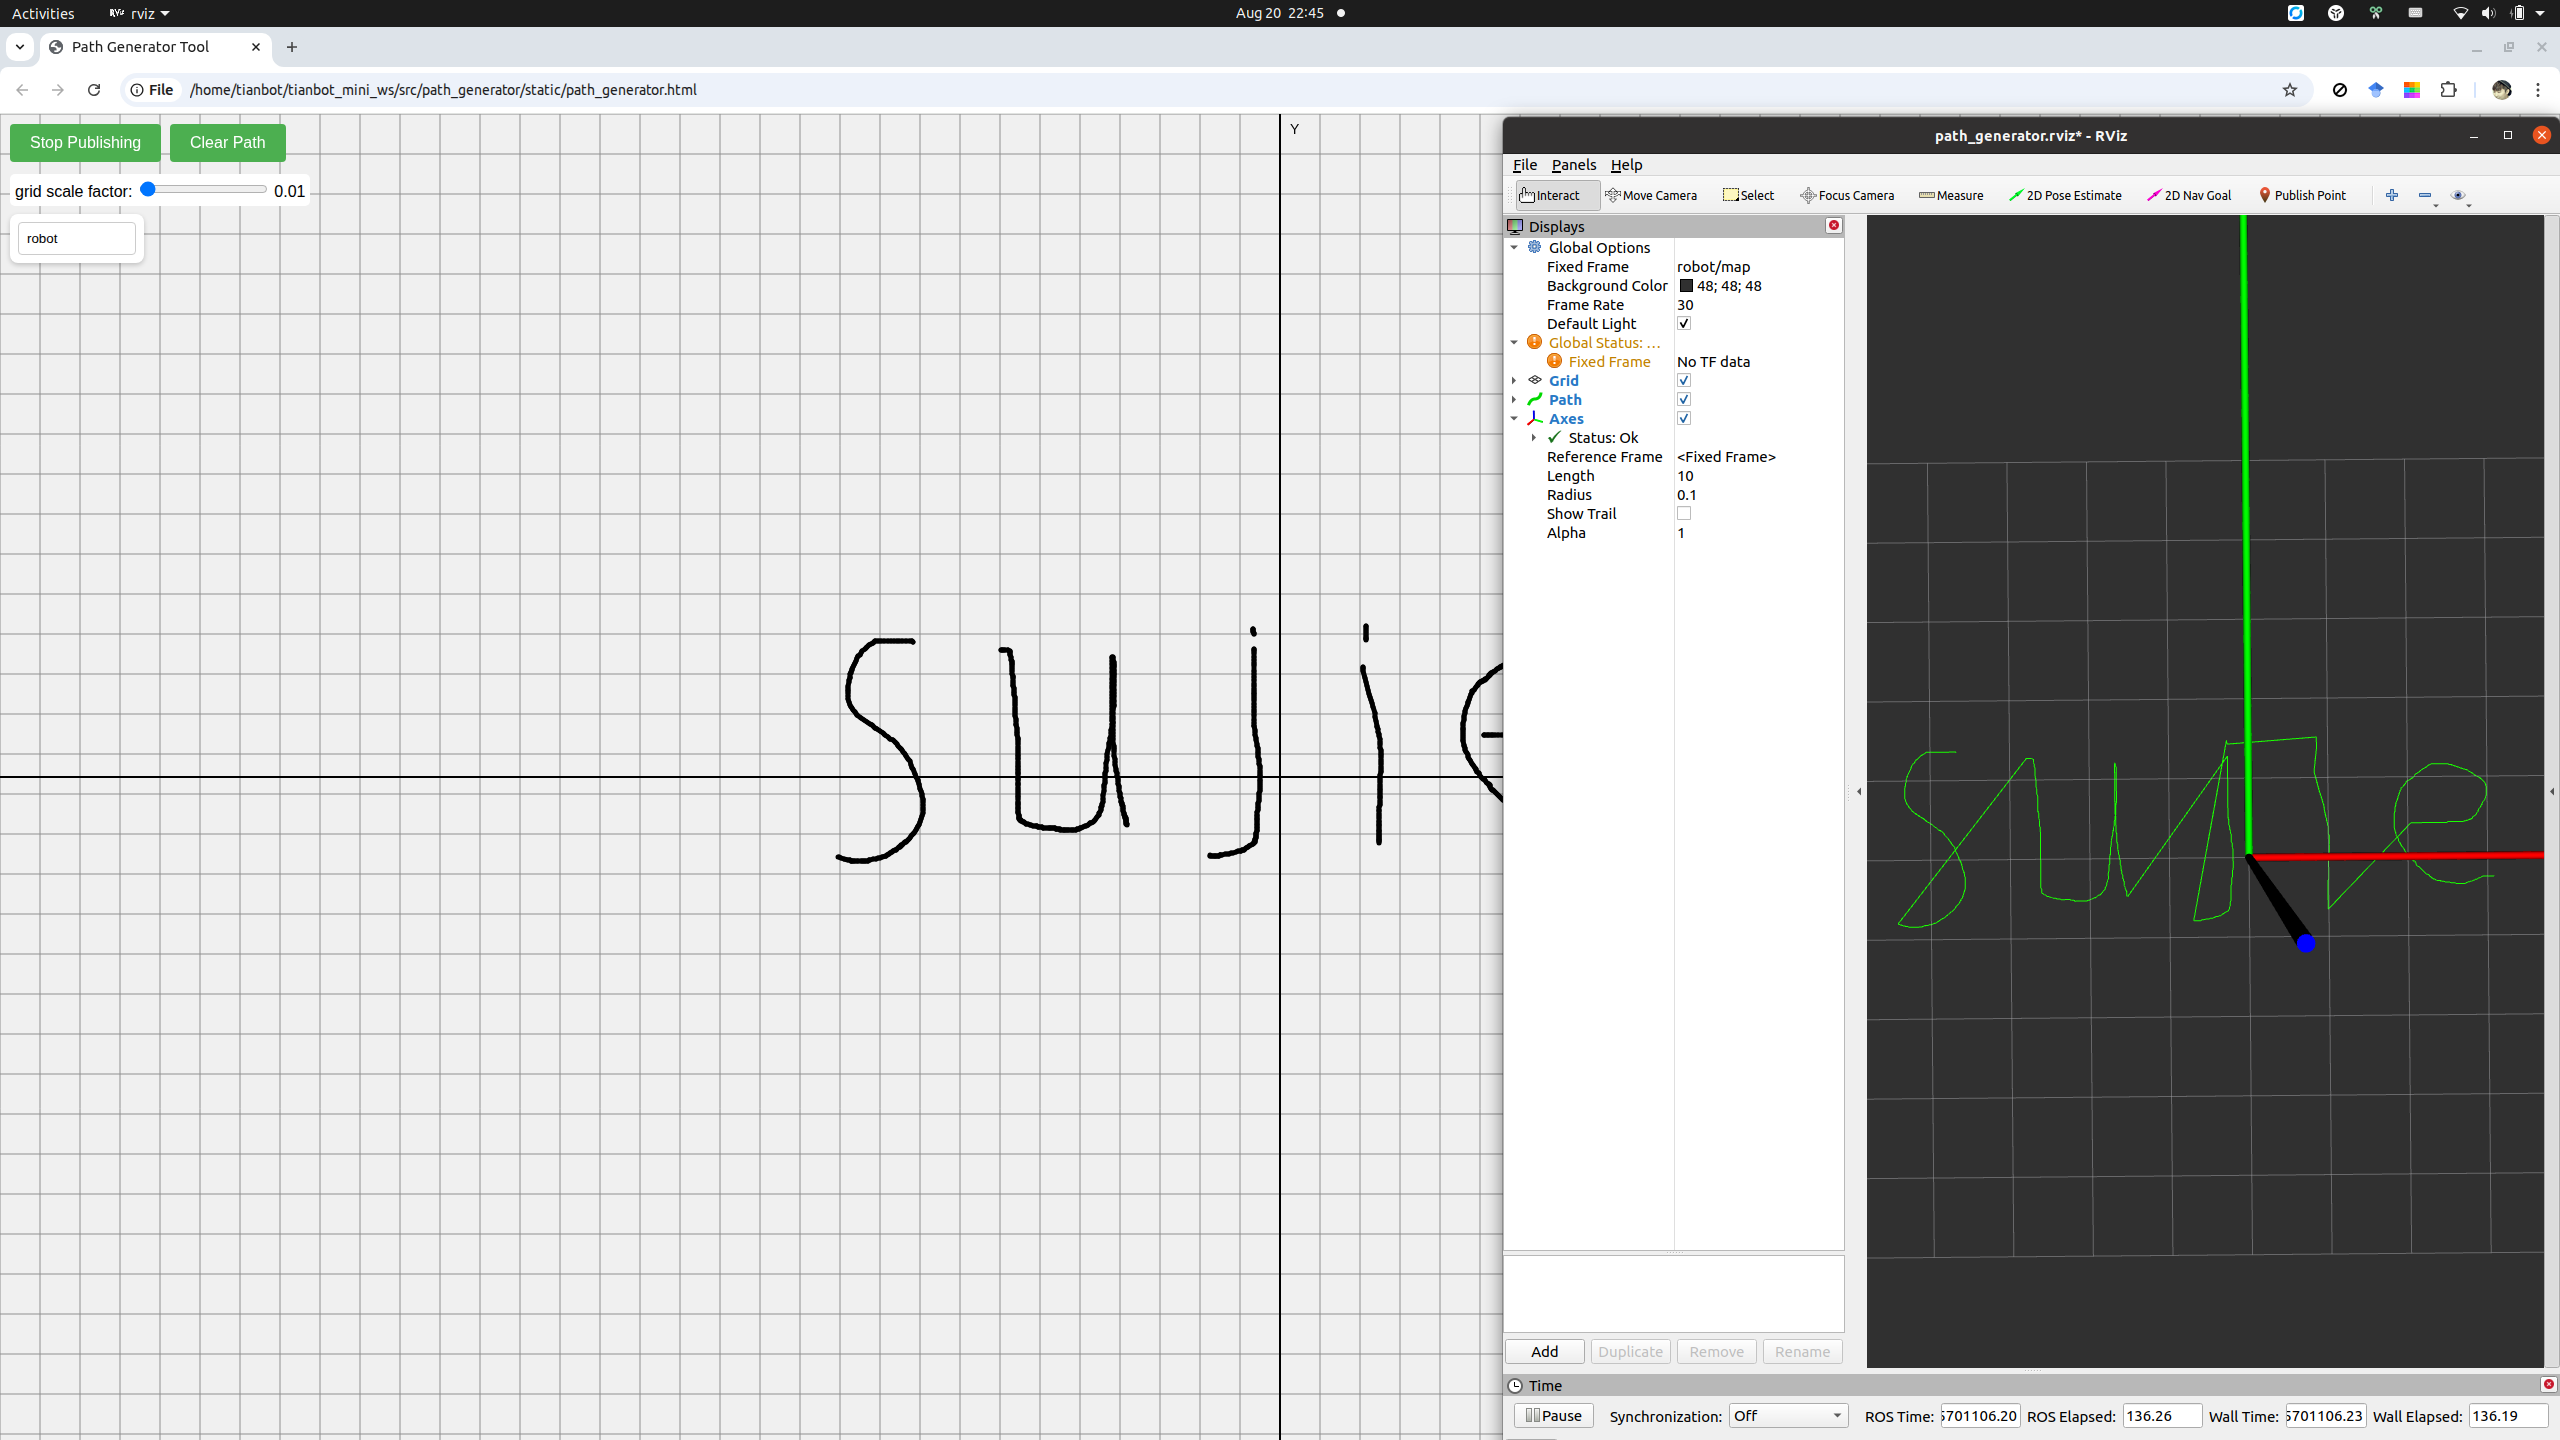 Activities rviz Aug 20 22:45
Path Generator Tool
File /home/tianbot/tianbot_mini_ws/src/path_generator/static/path_generator.html
Stop Publishing Clear Path
grid scale factor: 0.01
robot
Y
sujie
path_generator.rviz* - RViz
File Panels Help
Interact Move Camera Select Focus Camera Measure 2D Pose Estimate 2D Nav Goal Publish Point
Displays
Global Options
Fixed Frame robot/map
Background Color 48; 48; 48
Frame Rate 30
Default Light
Global Status: ...
Fixed Frame No TF data
Grid
Path
Axes
Status: Ok
Reference Frame <Fixed Frame>
Length 10
Radius 0.1
Show Trail
Alpha 1
sujie
Add Duplicate Remove Rename
Time
Pause Synchronization: Off ROS Time: 5701106.20 ROS Elapsed: 136.26 Wall Time: 5701106.23 Wall Elapsed: 136.19